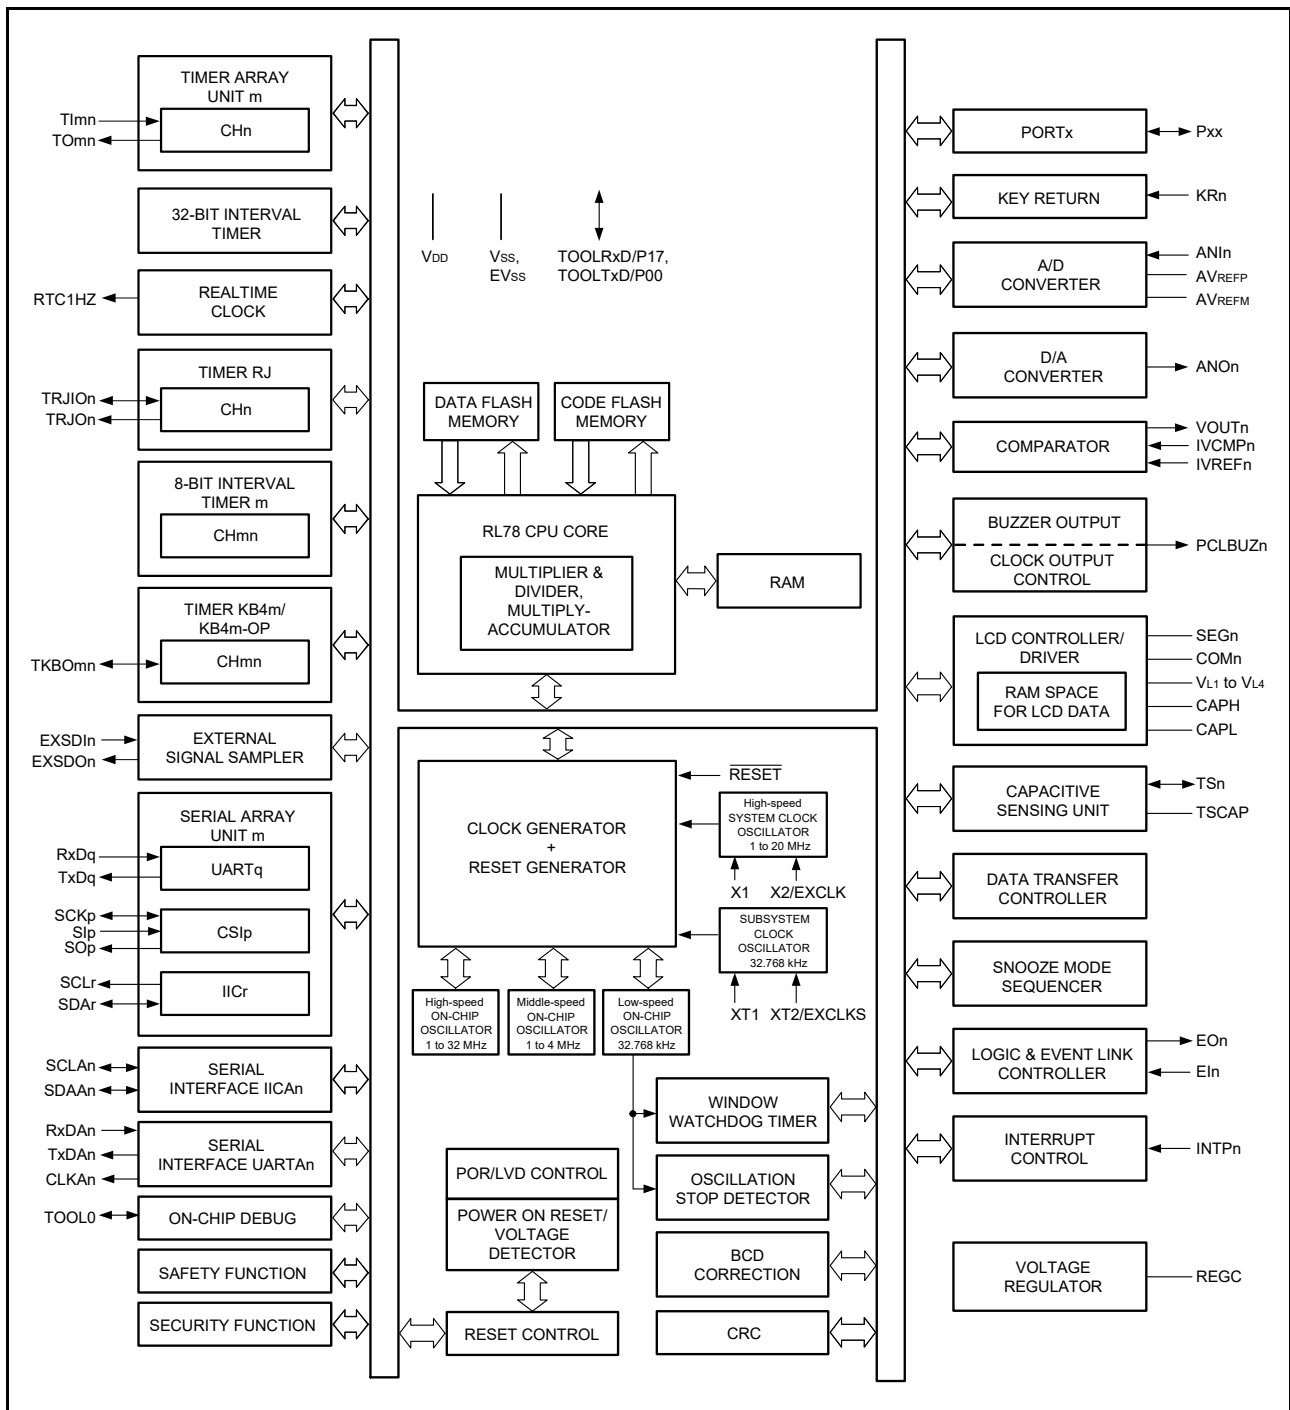 TIMER ARRAY
UNIT m
TImn
TOmn
CHn
32-BIT INTERVAL
TIMER
RTC1HZ
REALTIME
CLOCK
TIMER RJ
TRJIOn
TRJOn
CHn
8-BIT INTERVAL
TIMER m
CHmn
TIMER KB4m/
KB4m-OP
TKBOmn
CHmn
EXSDIn
EXSDOn
EXTERNAL
SIGNAL SAMPLER
SERIAL ARRAY
UNIT m
RxDq
TxDq
UARTq
SCKp
SIp
SOp
CSIp
SCLr
SDAr
IICr
SCLAn
SDAAn
SERIAL
INTERFACE IICAn
RxDAn
TxDAn
CLKAn
SERIAL
INTERFACE UARTAn
TOOL0
ON-CHIP DEBUG
SAFETY FUNCTION
SECURITY FUNCTION
VDD
VSS,
EVSS
TOOLRxD/P17,
TOOLTxD/P00
DATA FLASH
MEMORY
CODE FLASH
MEMORY
RL78 CPU CORE
MULTIPLIER &
DIVIDER,
MULTIPLY-
ACCUMULATOR
RAM
CLOCK GENERATOR
+
RESET GENERATOR
RESET
High-speed
SYSTEM CLOCK
OSCILLATOR
1 to 20 MHz
X1
X2/EXCLK
SUBSYSTEM
CLOCK
OSCILLATOR
32.768 kHz
XT1
XT2/EXCLKS
High-speed
ON-CHIP
OSCILLATOR
1 to 32 MHz
Middle-speed
ON-CHIP
OSCILLATOR
1 to 4 MHz
Low-speed
ON-CHIP
OSCILLATOR
32.768 kHz
WINDOW
WATCHDOG TIMER
OSCILLATION
STOP DETECTOR
POR/LVD CONTROL
POWER ON RESET/
VOLTAGE
DETECTOR
BCD
CORRECTION
RESET CONTROL
CRC
PORTx
Pxx
KEY RETURN
KRn
A/D
CONVERTER
ANIn
AVREFP
AVREFM
D/A
CONVERTER
ANOn
COMPARATOR
VOUTn
IVCMPn
IVREFn
BUZZER OUTPUT
CLOCK OUTPUT
CONTROL
PCLBUZn
LCD CONTROLLER/
DRIVER
RAM SPACE
FOR LCD DATA
SEGn
COMn
VL1 to VL4
CAPH
CAPL
CAPACITIVE
SENSING UNIT
TSn
TSCAP
DATA TRANSFER
CONTROLLER
SNOOZE MODE
SEQUENCER
LOGIC & EVENT LINK
CONTROLLER
EOn
EIn
INTERRUPT
CONTROL
INTPn
VOLTAGE
REGULATOR
REGC